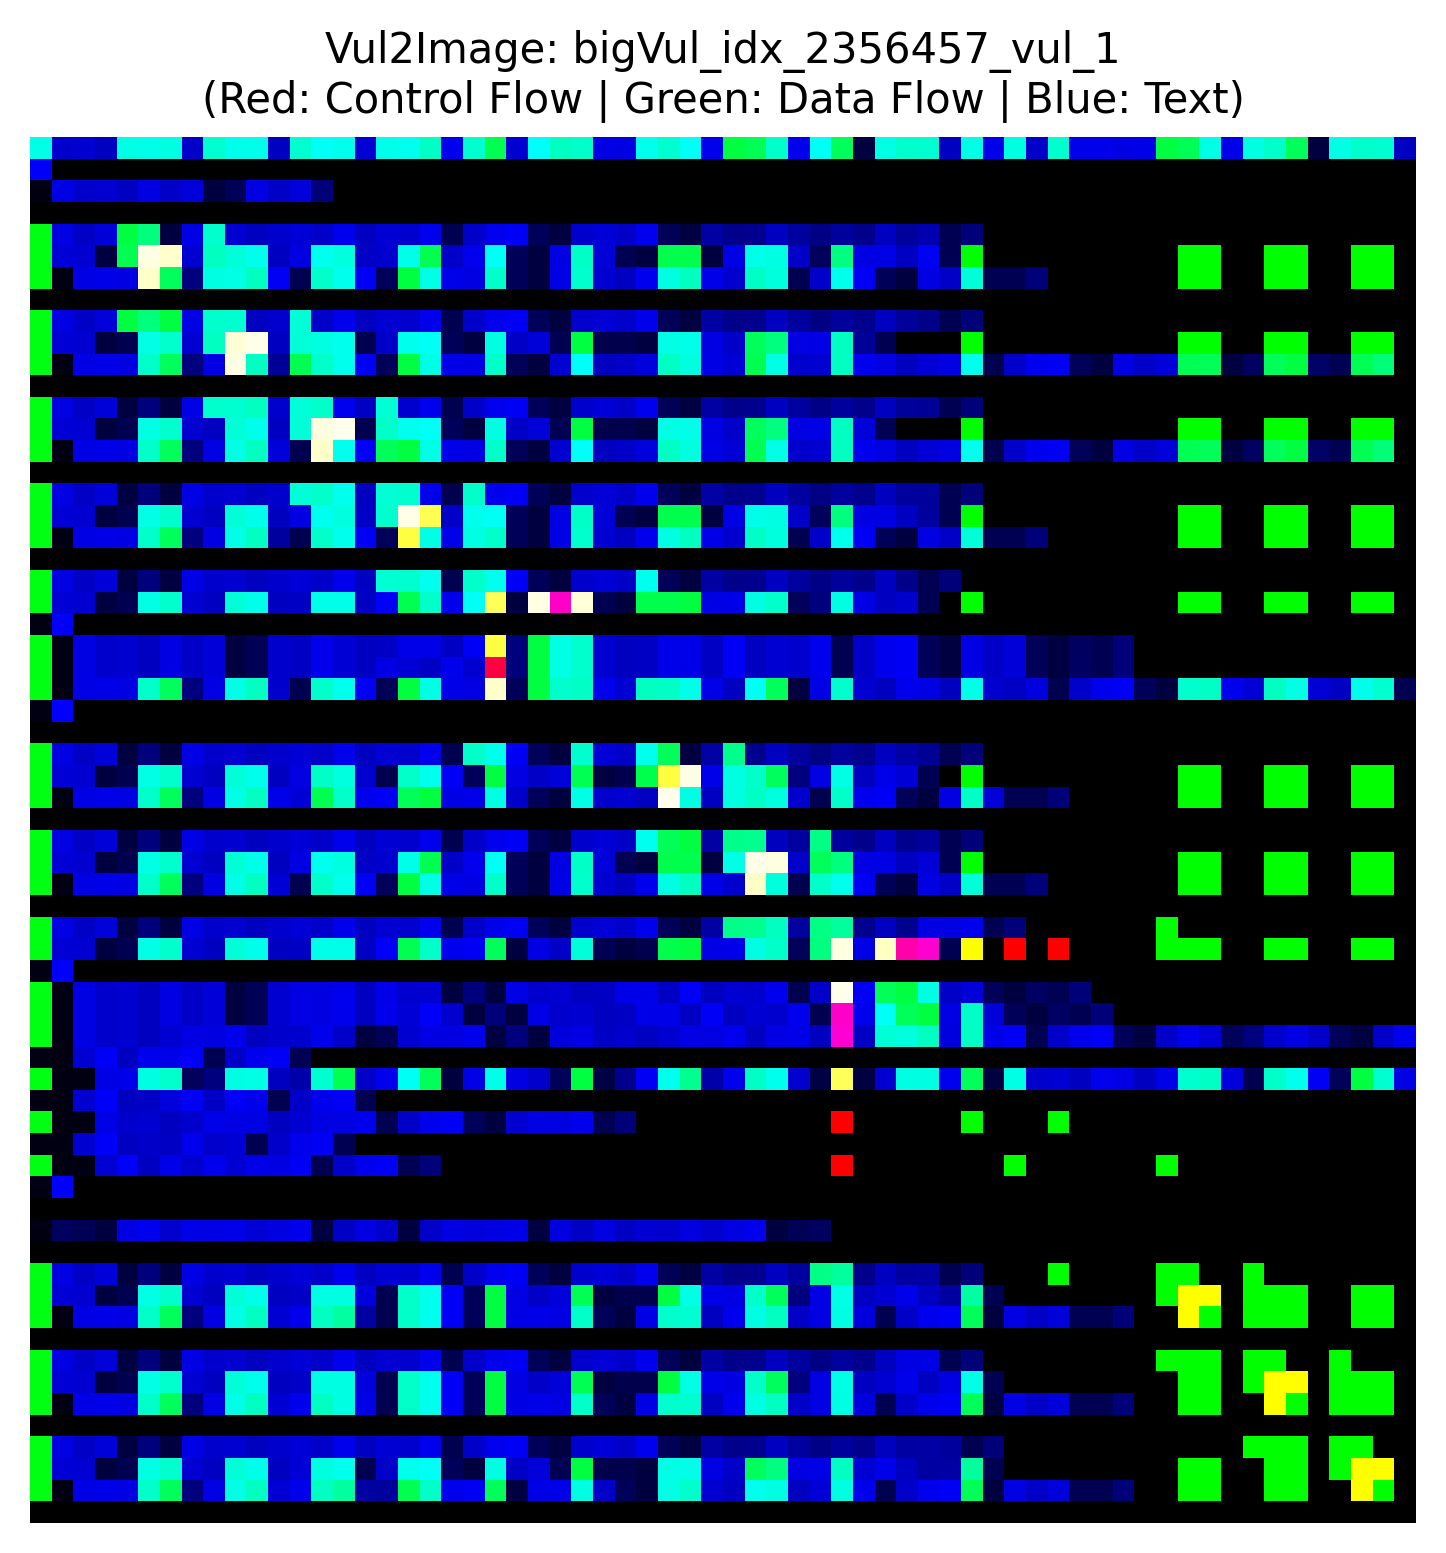 Vul2Image: bigVul_idx_2356457_vul_1
(Red: Control Flow | Green: Data Flow | Blue: Text)